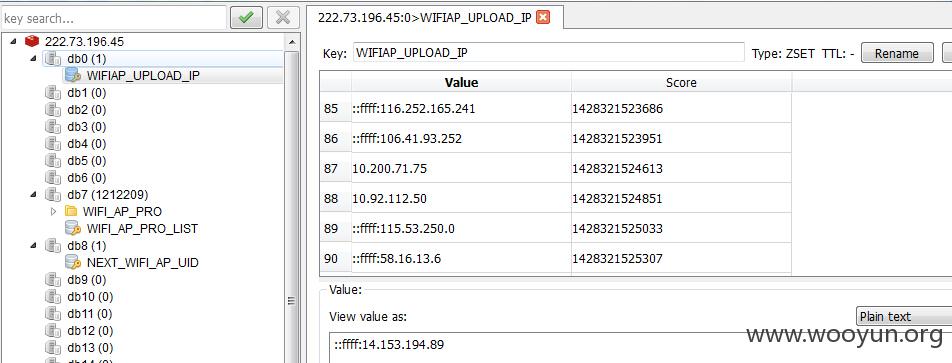 key search...
222.73.196.45
db0 (1)
WIFIAP_UPLOAD_IP
db1 (0)
db2 (0)
db3 (0)
db4 (0)
db5 (0)
db6 (0)
db7 (1212209)
WIFI_AP_PRO
WIFI_AP_PRO_LIST
db8 (1)
NEXT_WIFI_AP_UID
db9 (0)
db10 (0)
db11 (0)
db12 (0)
db13 (0)
222.73.196.45:0>WIFIAP_UPLOAD_IP
Key: WIFIAP_UPLOAD_IP Type: ZSET TTL: - Rename
Value Score
85 ::ffff:116.252.165.241 1428321523686
86 ::ffff:106.41.93.252 1428321523951
87 10.200.71.75 1428321524613
88 10.92.112.50 1428321524851
89 ::ffff:115.53.250.0 1428321525033
90 ::ffff:58.16.13.6 1428321525307
Value:
View value as: Plain text
::ffff:14.153.194.89
www.wooyun.org